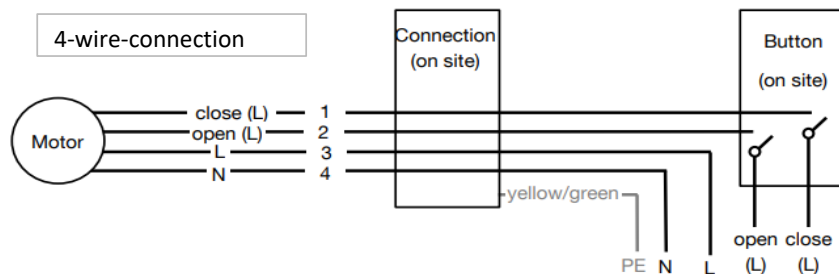 4-wire-connection
Connection
(on site)
Button
(on site)
Motor
close (L) 1
open (L) 2
L 3
N 4
yellow/green
PE N L
open close
(L) (L)